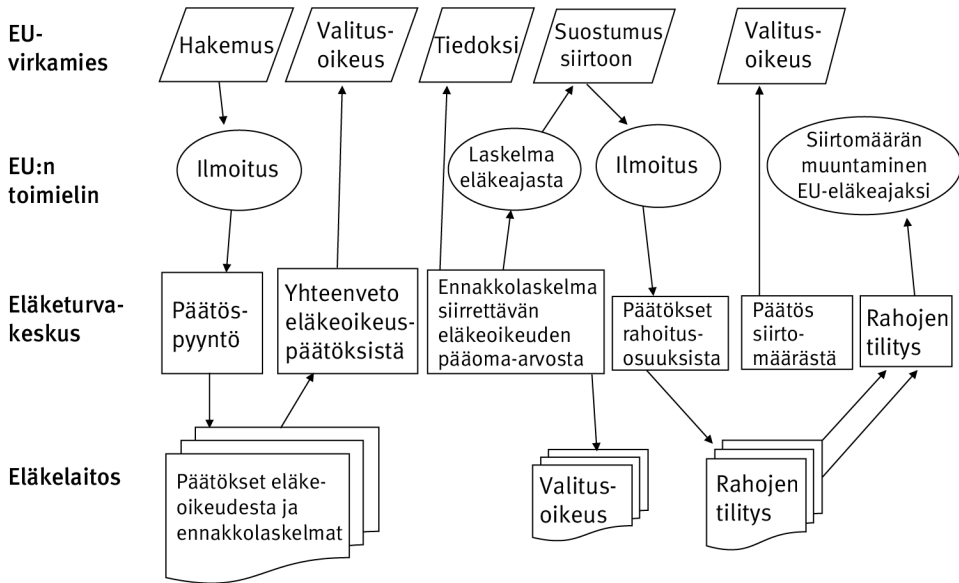 EU-
virkamies
Hakemus
Valitus-
oikeus
Tiedoksi
Suostumus
siirtoon
Valitus-
oikeus
EU:n
toimielin
Ilmoitus
Laskelma
eläkeajasta
Ilmoitus
Siirtomäärän
muuntaminen
EU-eläkeajaksi
Eläketurva-
keskus
Päätös-
pyyntö
Yhteenveto
eläkeoikeus-
päätöksistä
Ennakkolaskelma
siirrettävän
eläkeoikeuden
pääoma-arvosta
Päätökset
rahoitus-
osuuksista
Päätös
siirto-
määrästä
Rahojen
tilitys
Eläkelaitos
Päätökset eläke-
oikeudesta ja
ennakkolaskelmat
Valitus-
oikeus
Rahojen
tilitys